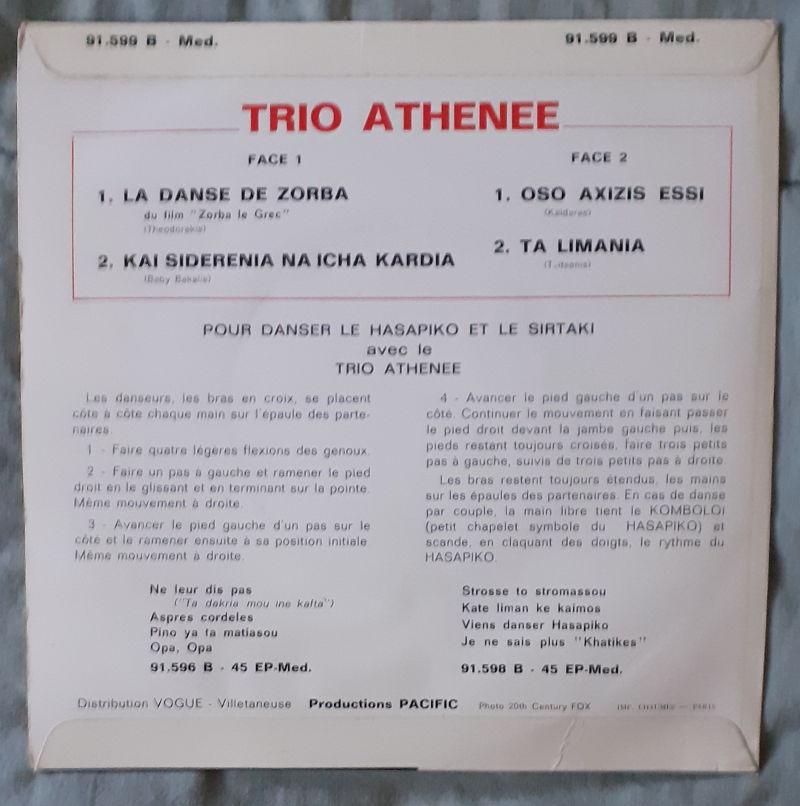 91.599 B - Med.
91.599 B - Med.
TRIO ATHENEE
FACE 1
1. LA DANSE DE ZORBA
du film "Zorba le Grec"
(Theodorakis)
2. KAI SIDERENIA NA ICHA KARDIA
(Baby Bakalis)
FACE 2
1. OSO AXIZIS ESSI
(Kaldaras)
2. TA LIMANIA
POUR DANSER LE HASAPIKO ET LE SIRTAKI
avec le
TRIO ATHENEE
Les danseurs, les bras en croix, se placent
côte à côte chaque main sur l'épaule des parte-
naires.
1 - Faire quatre légères flexions des genoux.
2 - Faire un pas à gauche et ramener le pied
droit en le glissant et en terminant sur la pointe.
Même mouvement à droite.
3 - Avancer le pied gauche d'un pas sur le
côté et le ramener ensuite à sa position initiale.
Même mouvement à droite.
4 - Avancer le pied gauche d'un pas sur le
côté. Continuer le mouvement en faisant passer
le pied droit devant la jambe gauche puis, les
pieds restant toujours croisés, faire trois petits
pas à gauche, suivis de trois petits pas à droite.
Les bras restent toujours étendus, les mains
sur les épaules des partenaires. En cas de danse
par couple, la main libre tient le KOMBOLOI
(petit chapelet symbole du HASAPIKO) et
scande, en claquant des doigts, le rythme du
HASAPIKO.
Ne leur dis pas
("Ta dakria mou ine kafta")
Aspres cordeles
Pino ya ta matiasou
Opa, Opa
91.596 B - 45 EP-Med.
Strosse to stromassou
Kate liman ke kaimos
Viens danser Hasapiko
Je ne sais plus "Khatikes"
91.598 B - 45 EP-Med.
Distribution VOGUE - Villetaneuse Productions PACIFIC Photo 20th Century FOX IMP. CHAUMES — PARIS